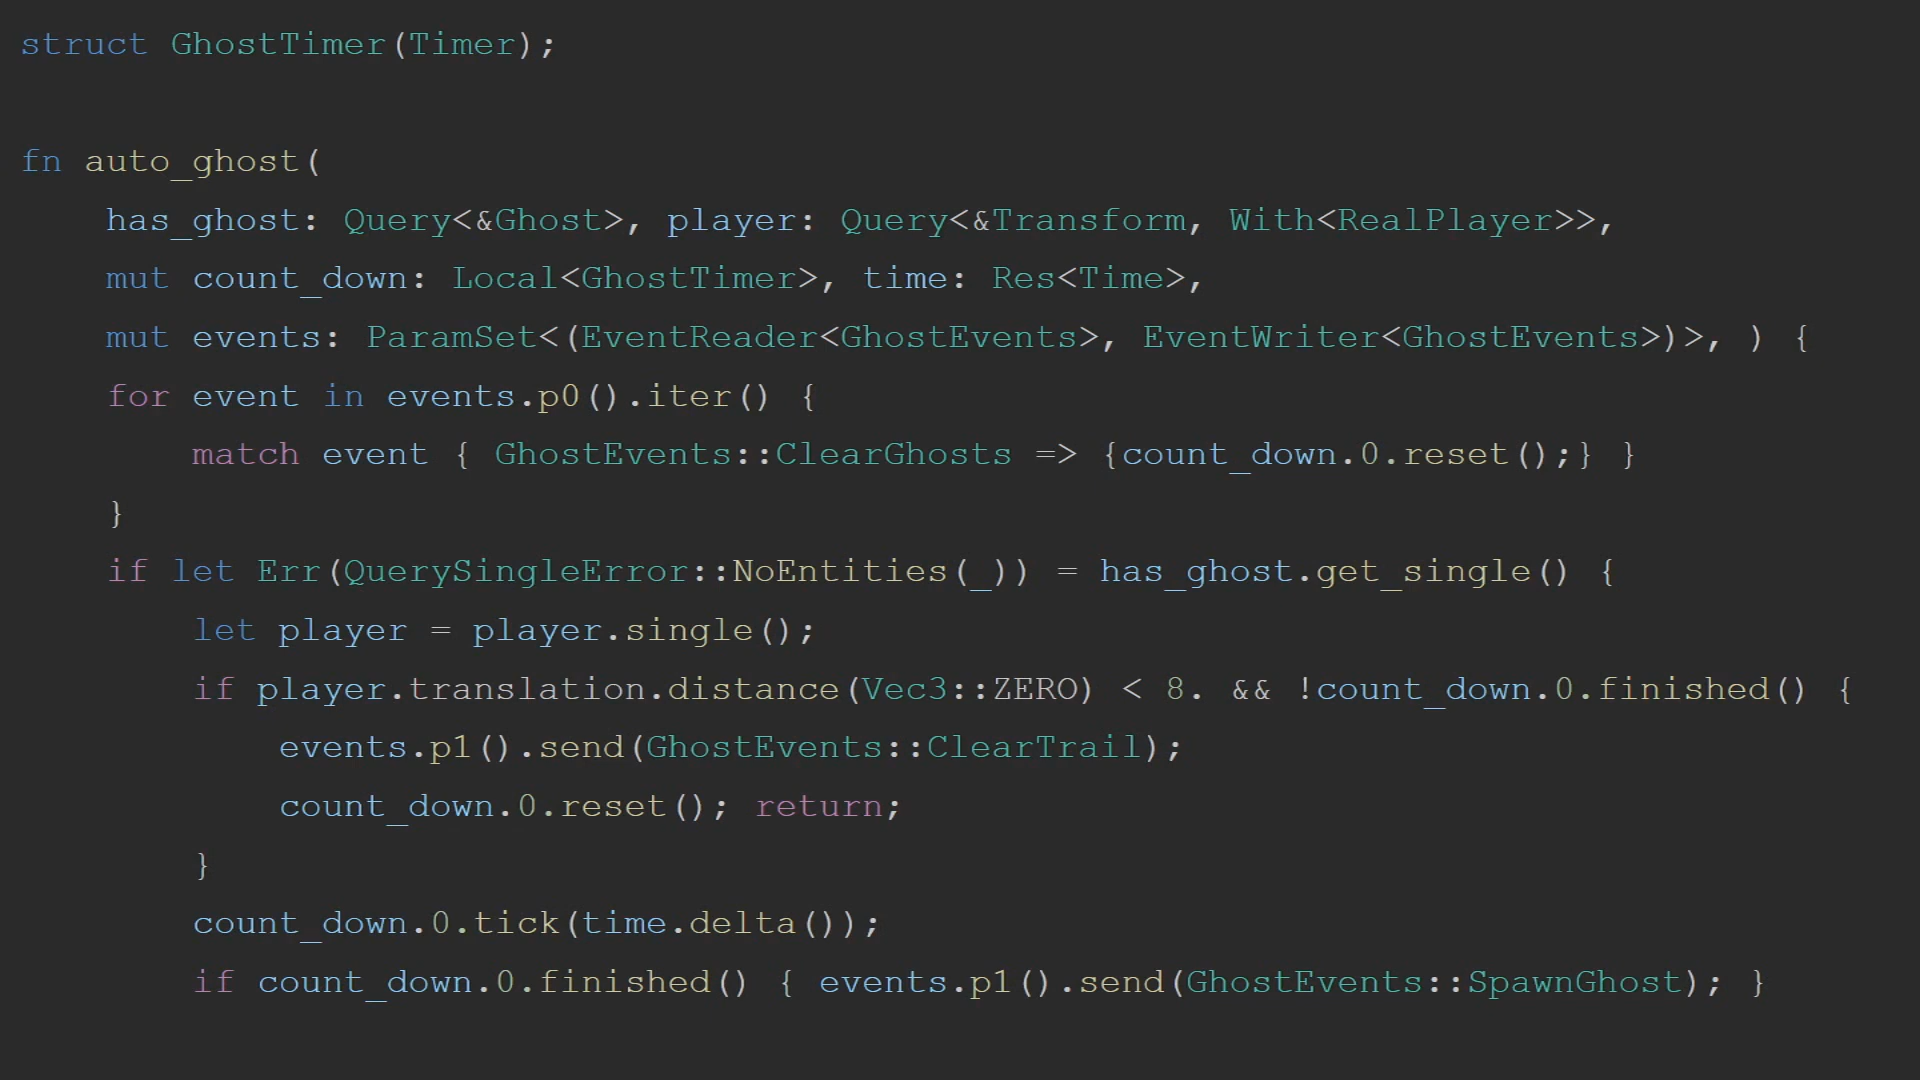 struct GhostTimer(Timer);
fn auto_ghost(
    has_ghost: Query<&Ghost>, player: Query<&Transform, With<RealPlayer>>,
    mut count_down: Local<GhostTimer>, time: Res<Time>,
    mut events: ParamSet<(EventReader<GhostEvents>, EventWriter<GhostEvents>)>, ) {
    for event in events.p0().iter() {
        match event { GhostEvents::ClearGhosts => {count_down.0.reset();} }
    }
    if let Err(QuerySingleError::NoEntities(_)) = has_ghost.get_single() {
        let player = player.single();
        if player.translation.distance(Vec3::ZERO) < 8. && !count_down.0.finished() {
            events.p1().send(GhostEvents::ClearTrail);
            count_down.0.reset(); return;
        }
        count_down.0.tick(time.delta());
        if count_down.0.finished() { events.p1().send(GhostEvents::SpawnGhost); }